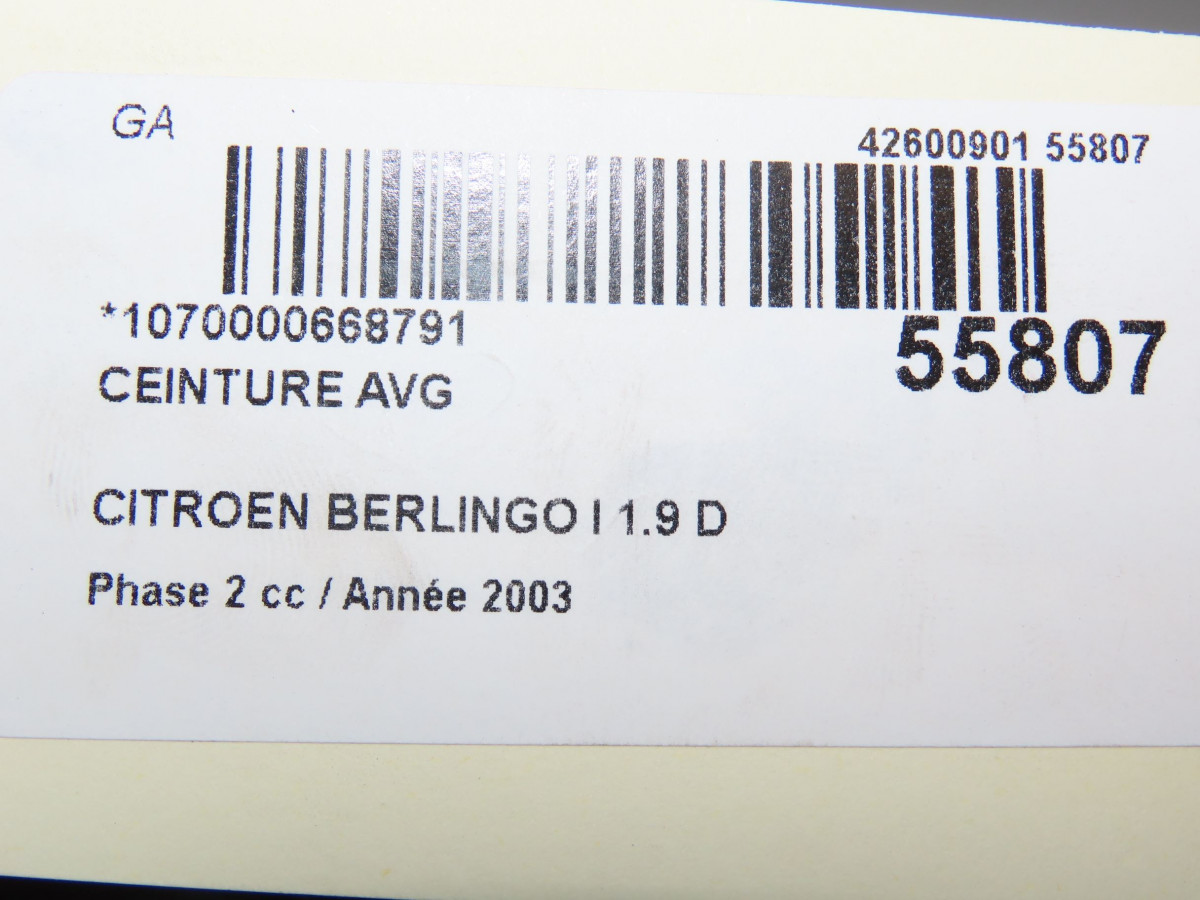 GA
42600901 55807
*1070000668791
55807
CEINTURE AVG
CITROEN BERLINGO I 1.9 D
Phase 2 cc / Année 2003